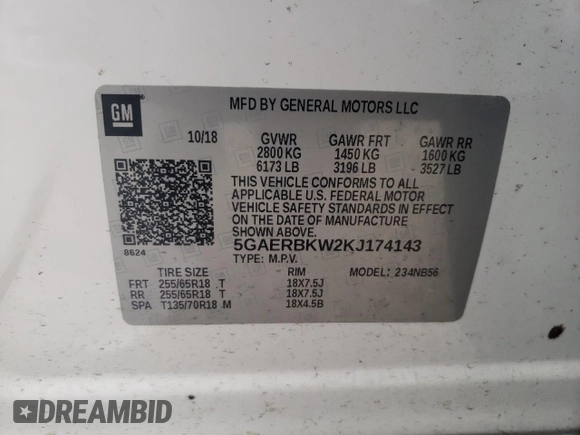 GM
MFD BY GENERAL MOTORS LLC
10/18 GVWR GAWR FRT GAWR RR
2800 KG 1450 KG 1600 KG
6173 LB 3196 LB 3527 LB
THIS VEHICLE CONFORMS TO ALL
APPLICABLE U.S. FEDERAL MOTOR
VEHICLE SAFETY STANDARDS IN EFFECT
ON THE DATE OF MANUFACTURE
SHOWN ABOVE.
5GAERBKW2KJ174143
8624 TYPE: M.P.V.
TIRE SIZE RIM MODEL: 234NB56
FRT 255/65R18 T 18X7.5J
RR 255/65R18 T 18X7.5J
SPA T135/70R18 M 18X4.5B
DREAMBID